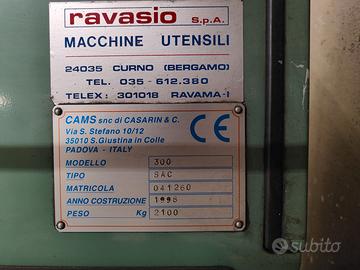 ravasio S.p.A.
MACCHINE UTENSILI
24035 CURNO (BERGAMO)
TEL. 035-612.380
TELEX: 301018 RAVAMA-I
CAMS snc di CASARIN & C.
Via S. Stefano 10/12
35010 S. Giustina in Colle
PADOVA - ITALY
CE
MODELLO 300
TIPO SAC
MATRICOLA 041260
ANNO COSTRUZIONE 1998
PESO Kg 2100
subito